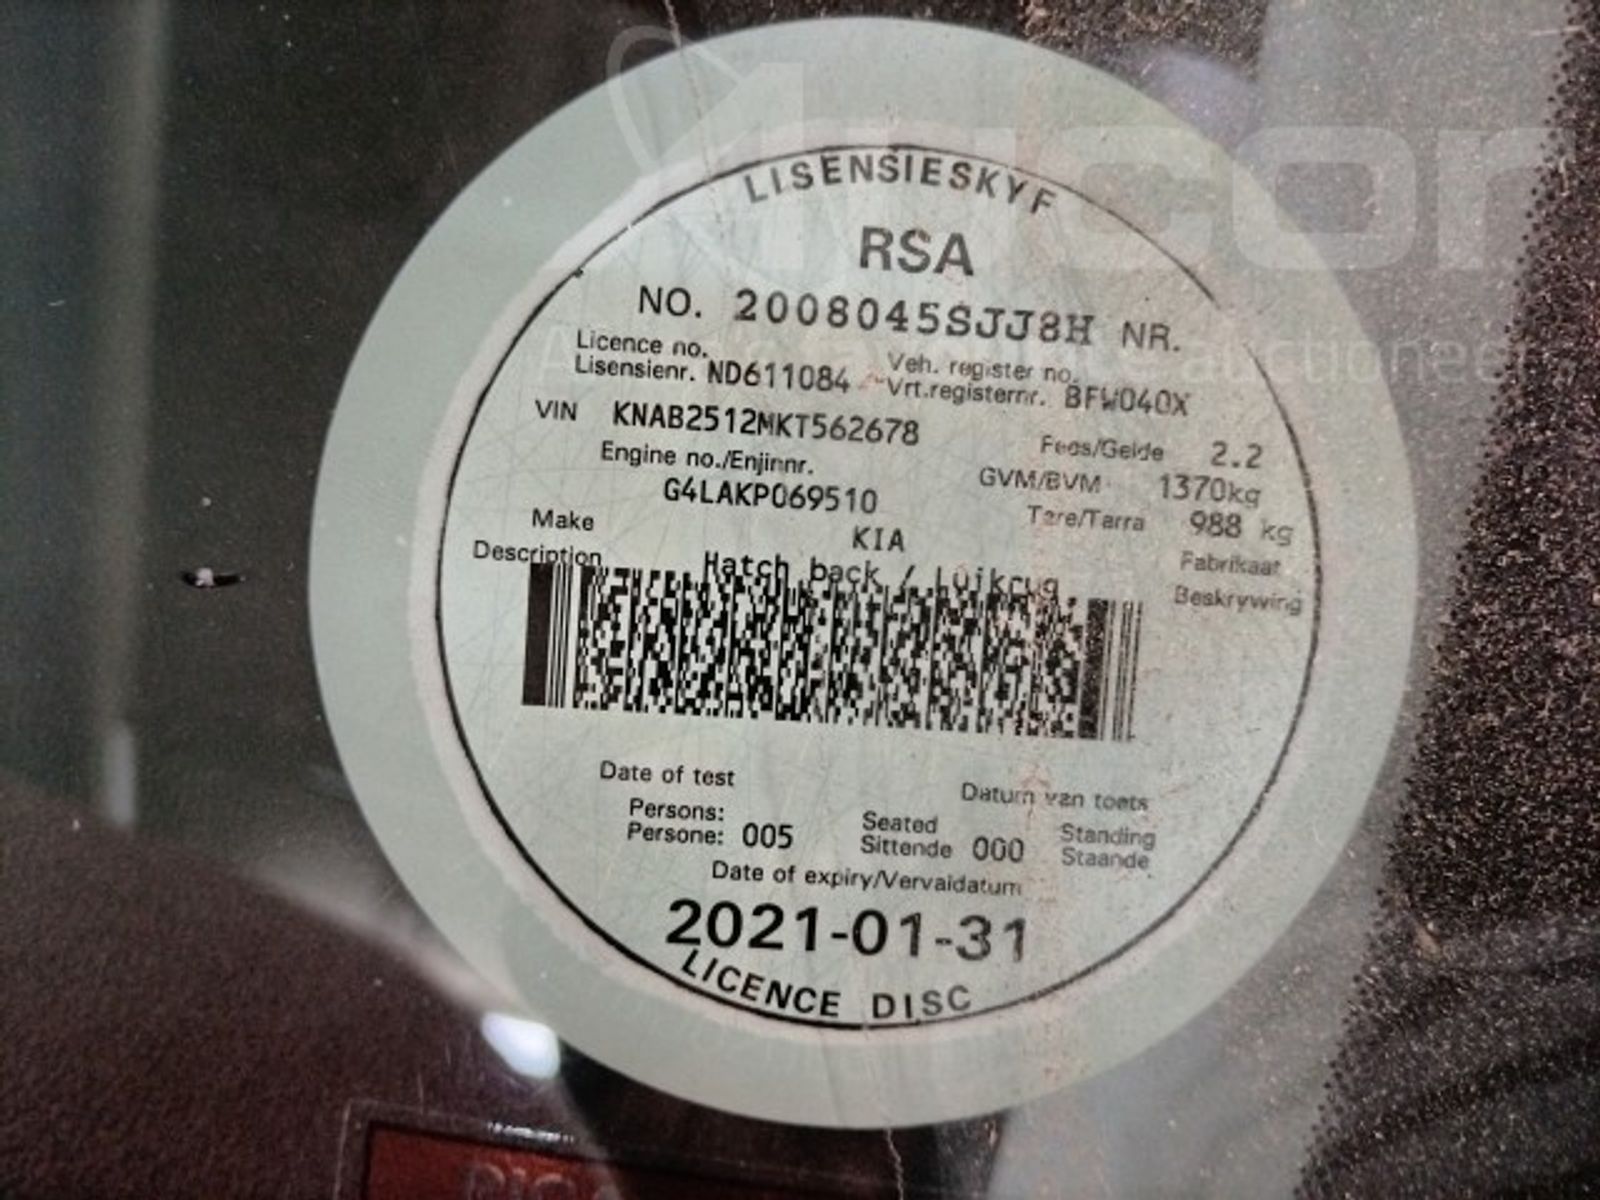 LISENSIESKYF
RSA
NO. 2008045SJJ8H NR.
Licence no. Veh. register no.
Lisensienr. ND611084 Vrt.registernr. BFW040X
VIN KNAB2512MKT562678 Fees/Gelde 2.2
Engine no./Enjinnr. GVM/BVM 1370kg
G4LAKP069510 Tare/Tarra 988 kg
Make KIA Fabrikaat
Description Hatch back / Luikrug Beskrywing
Date of test Datum van toets
Persons: Seated Standing
Persone: 005 Sittende 000 Staande
Date of expiry/Vervaldatum
2021-01-31
LICENCE DISC